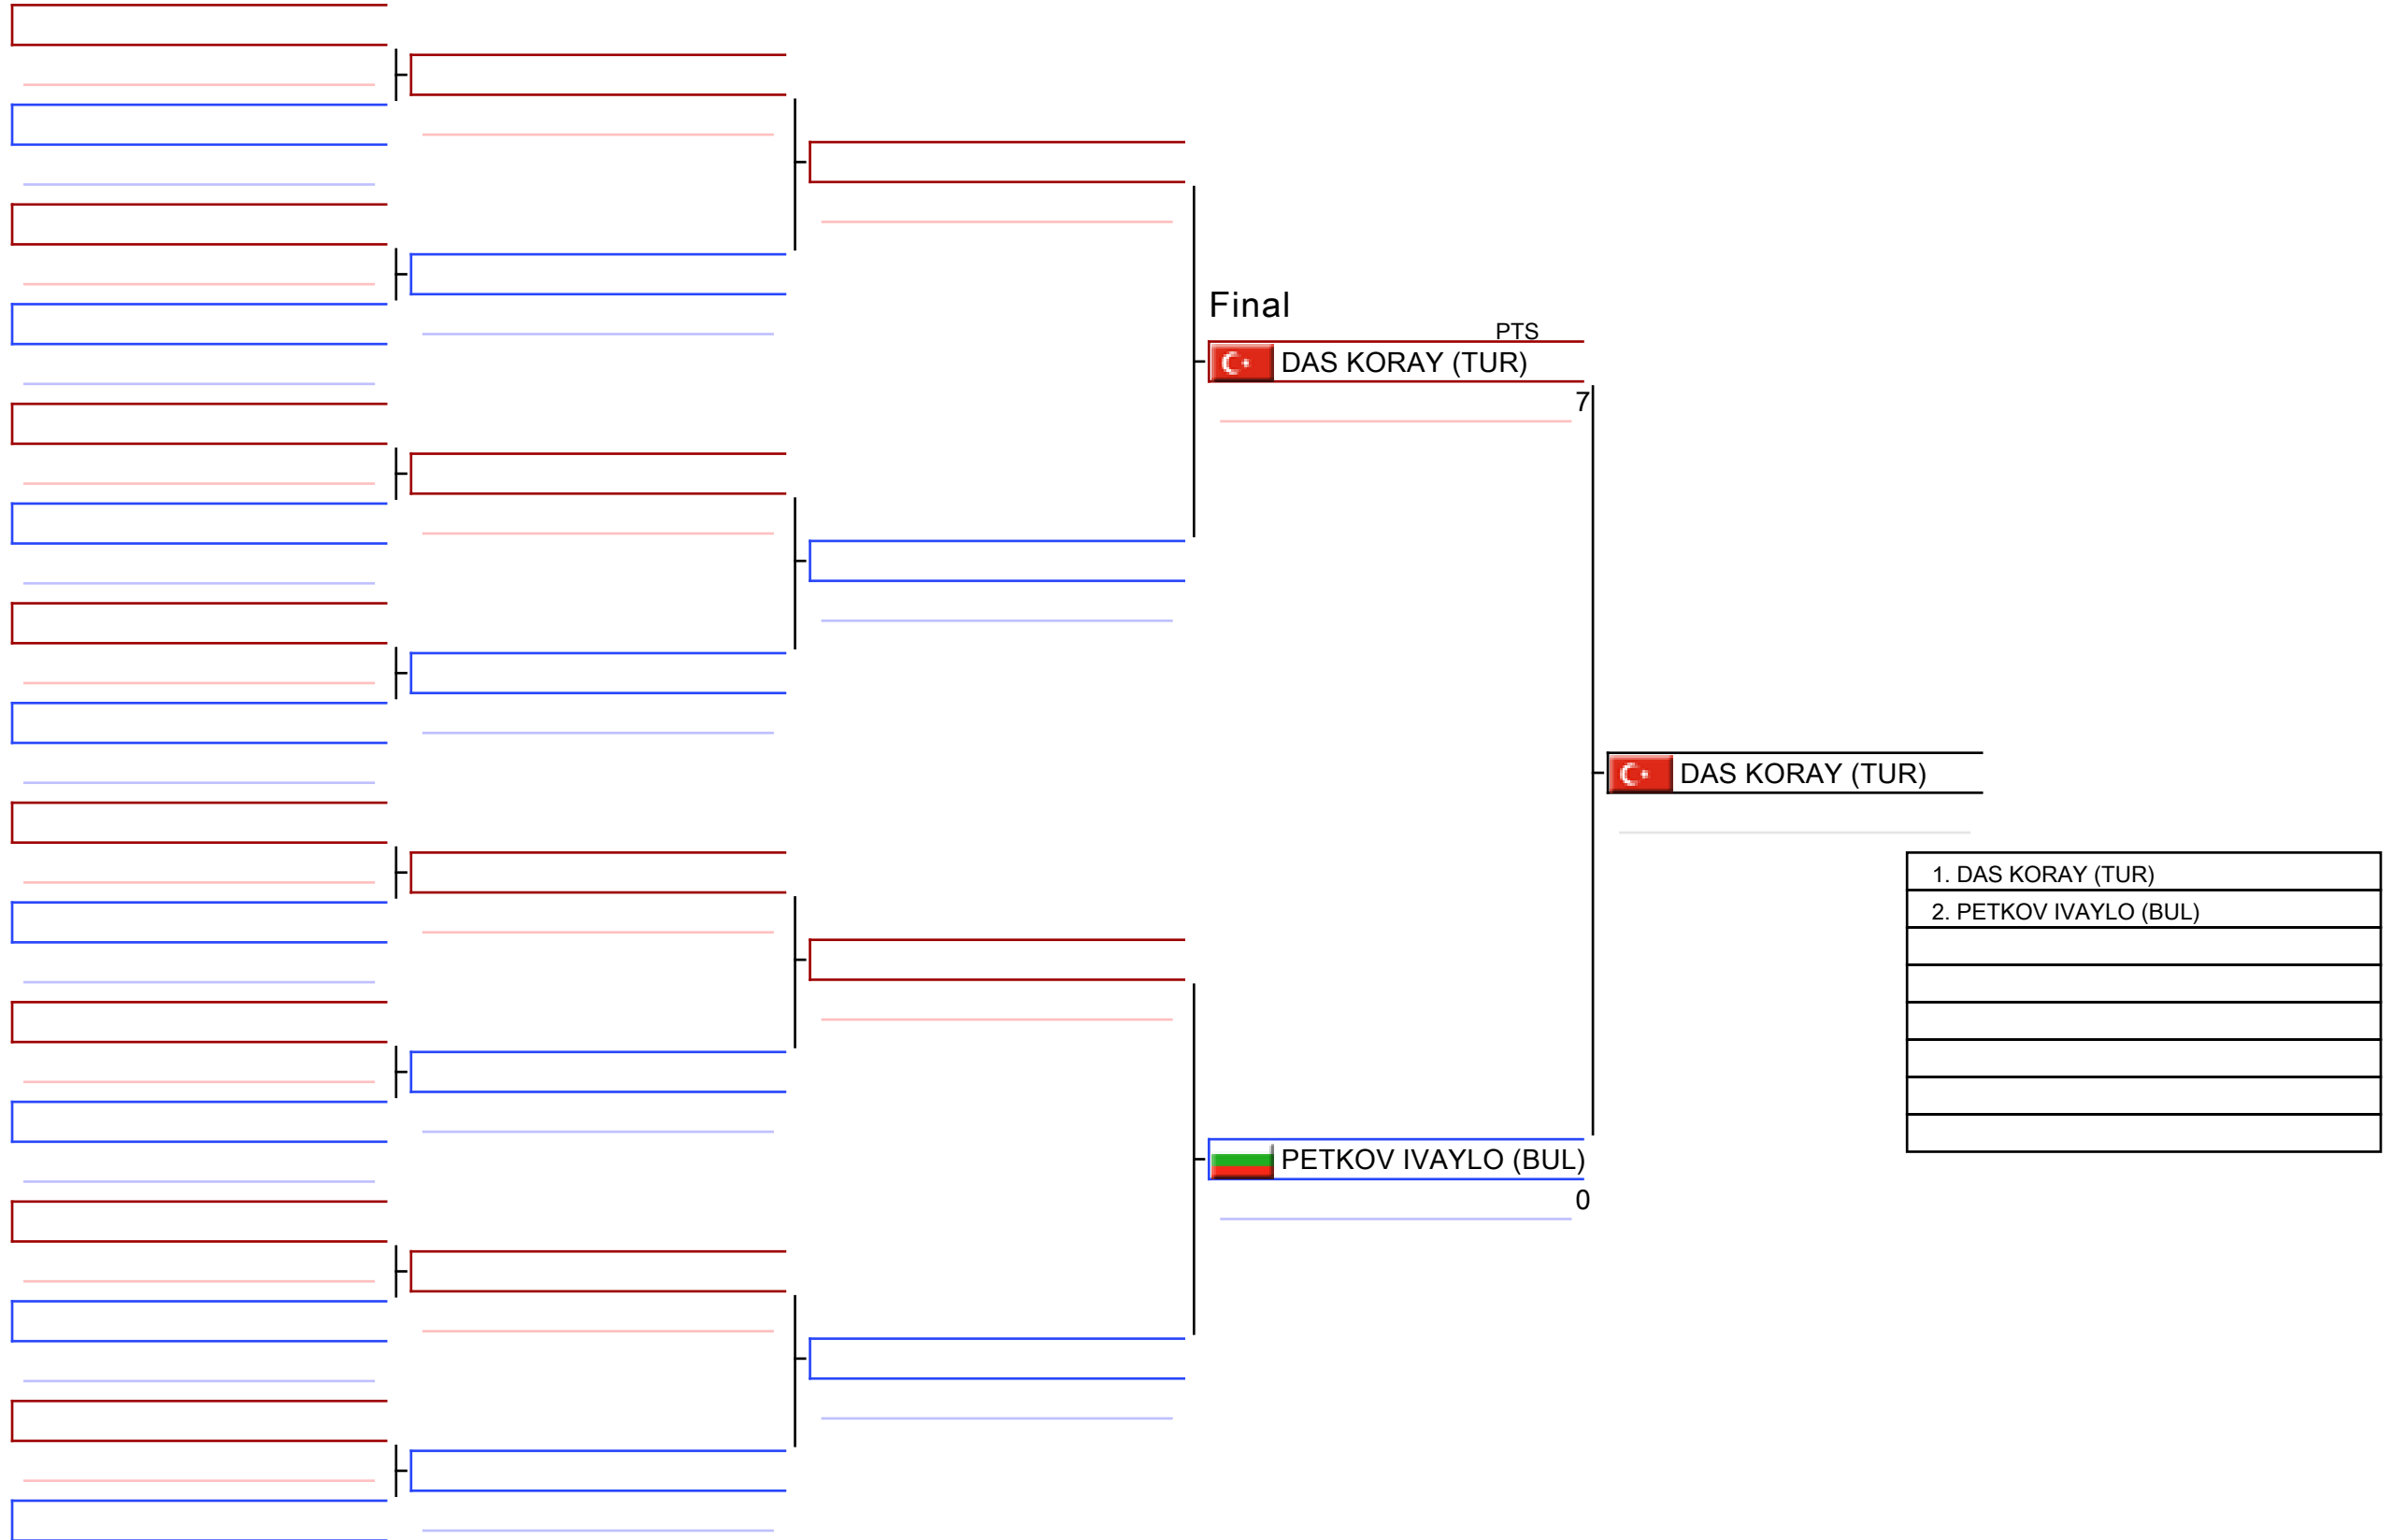 Final
PTS
DAS KORAY (TUR)
7
DAS KORAY (TUR)
1. DAS KORAY (TUR)
2. PETKOV IVAYLO (BUL)
PETKOV IVAYLO (BUL)
0